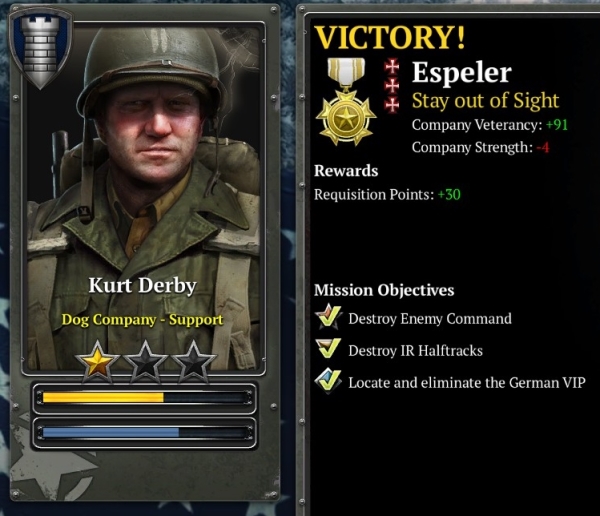 Kurt Derby
Dog Company - Support
VICTORY!
Espeler
Stay out of Sight
Company Veterancy: +91
Company Strength: -4
Rewards
Requisition Points: +30
Mission Objectives
Destroy Enemy Command
Destroy IR Halftracks
Locate and eliminate the German VIP